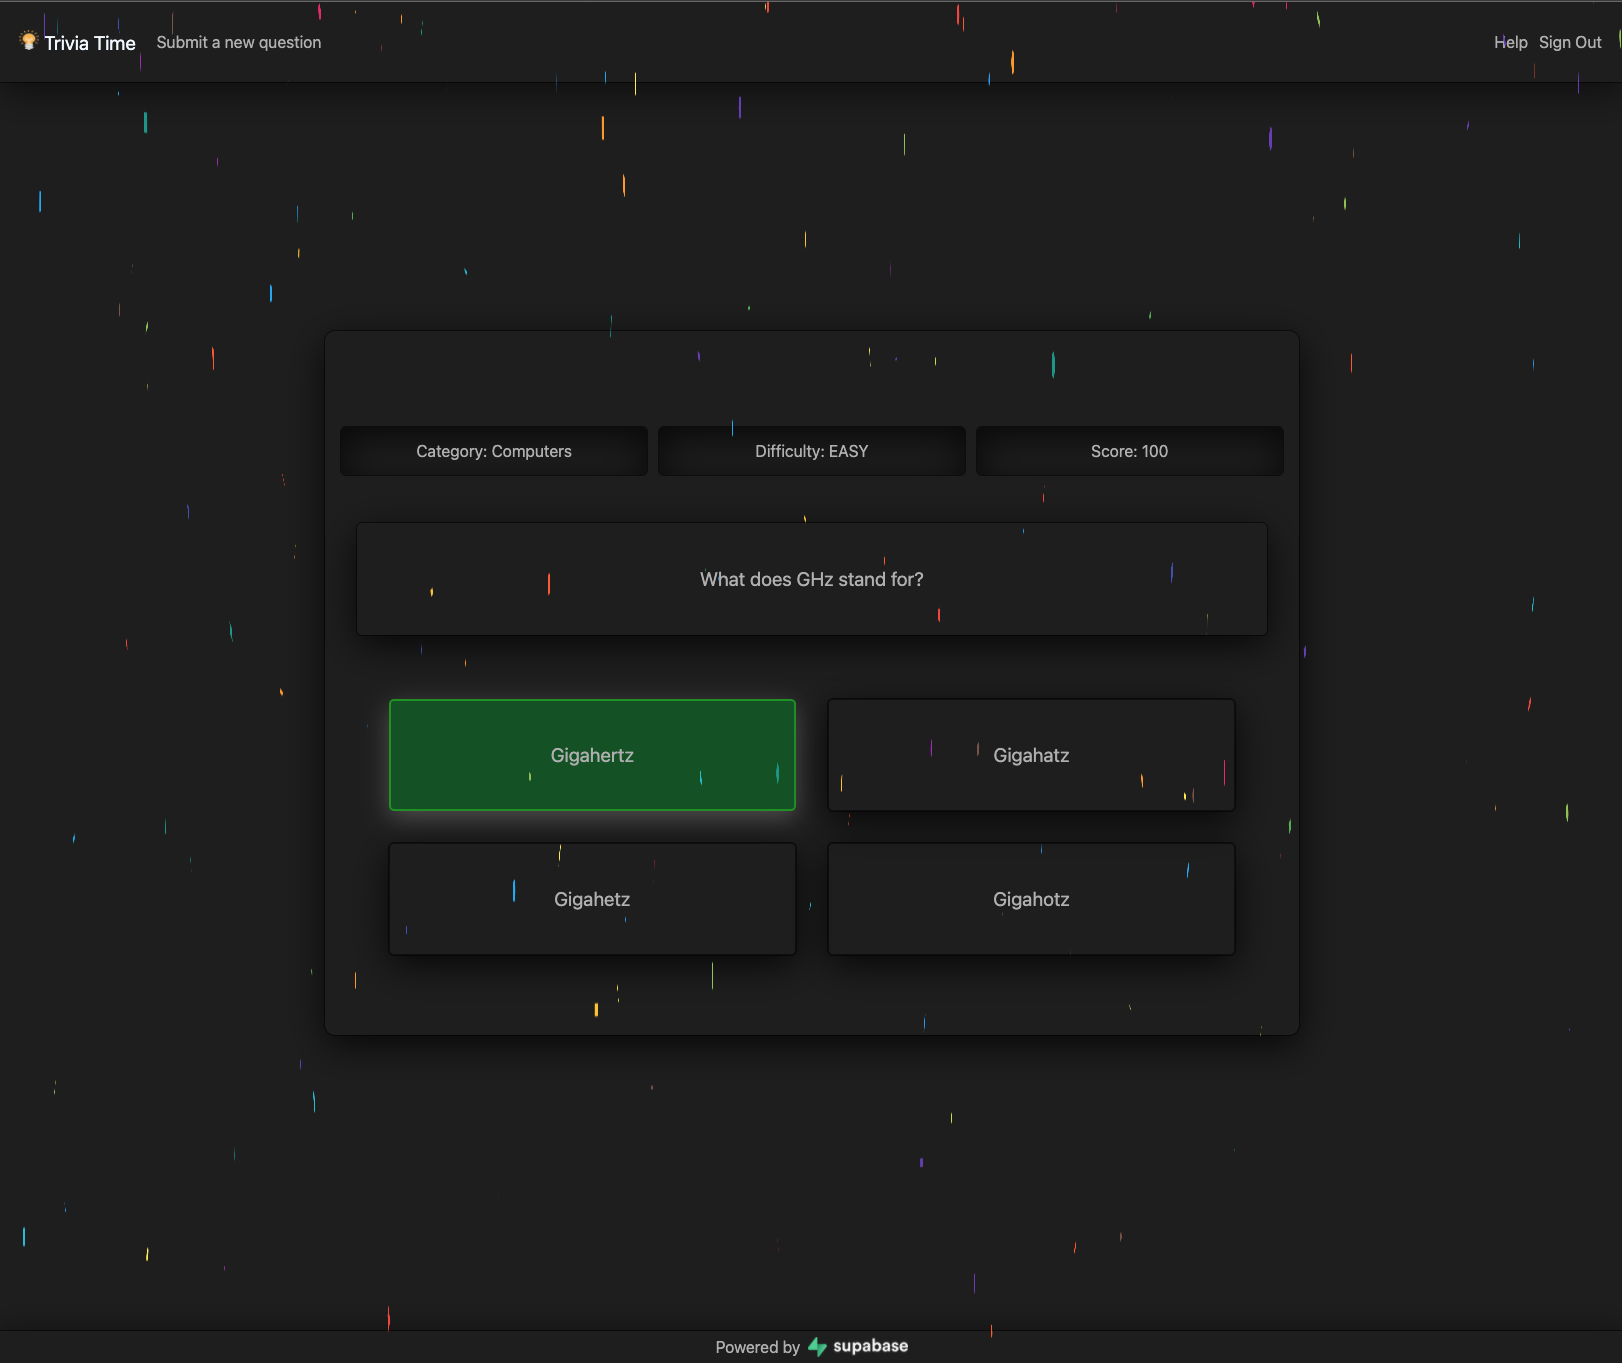 Trivia Time
Submit a new question
Help
Sign Out
Category: Computers
Difficulty: EASY
Score: 100
What does GHz stand for?
Gigahertz
Gigahatz
Gigahetz
Gigahotz
Powered by supabase